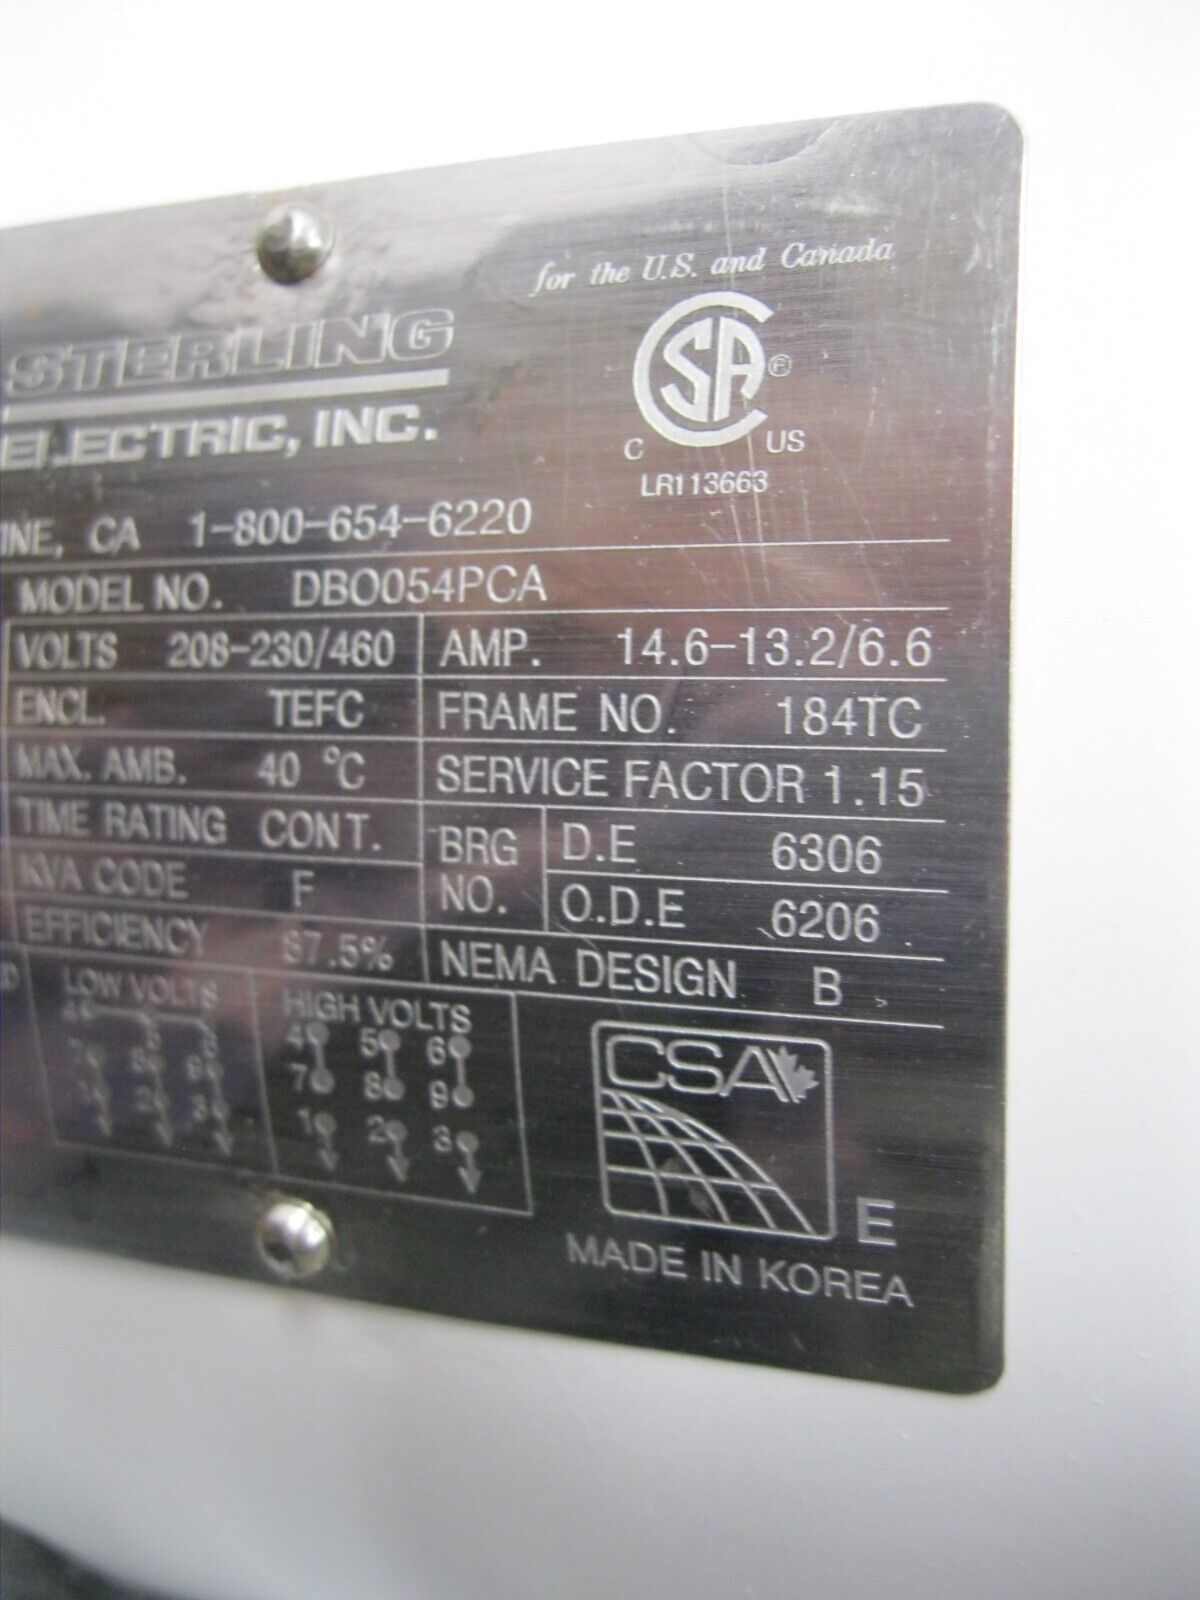 for the U.S. and Canada
STERLING
ELECTRIC, INC.
CSA ®
C US
LR113663
INE, CA 1-800-654-6220
MODEL NO. DBO054PCA
VOLTS 208-230/460 AMP. 14.6-13.2/6.6
ENCL. TEFC FRAME NO. 184TC
MAX. AMB. 40 °C SERVICE FACTOR 1.15
TIME RATING CONT. BRG NO. D.E 6306
KVA CODE F O.D.E 6206
EFFICIENCY 87.5% NEMA DESIGN B
LOW VOLTS HIGH VOLTS
4 5 6
7 8 9
1 2 3
CSA
E
MADE IN KOREA